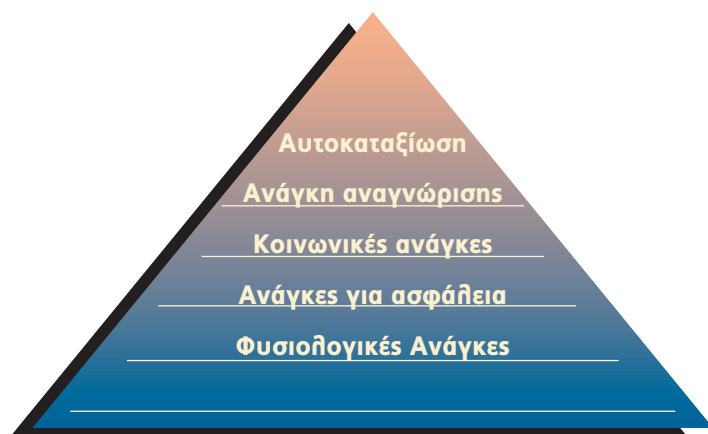 Αυτοκαταξίωση
Ανάγκη αναγνώρισης
Κοινωνικές ανάγκες
Ανάγκες για ασφάλεια
Φυσιολογικές Ανάγκες